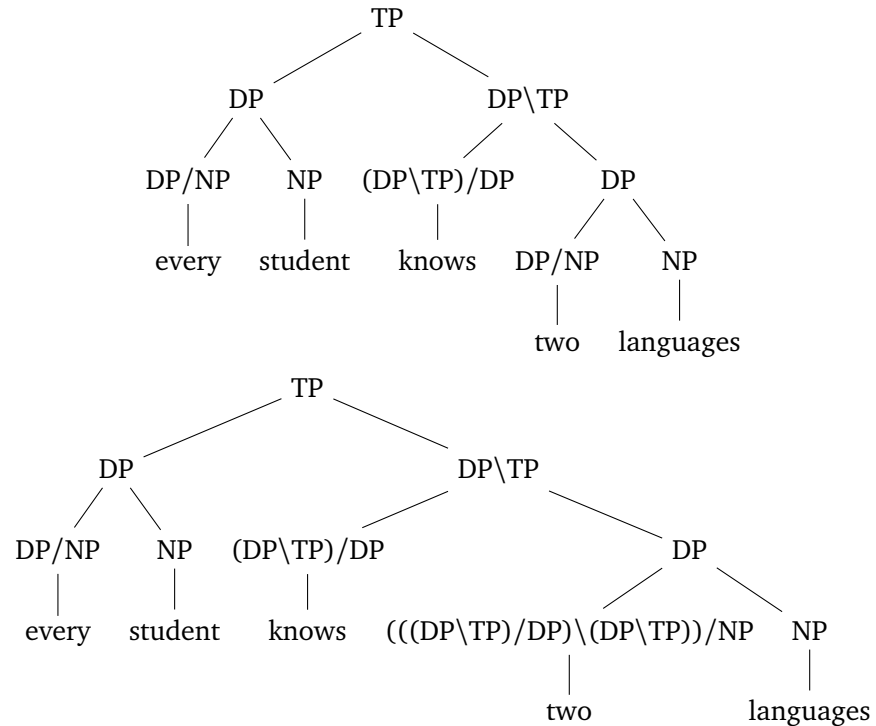 TP
DP DP\TP
DP/NP NP (DP\TP)/DP DP
every student knows DP/NP NP
two languages
TP
DP DP\TP
DP/NP NP (DP\TP)/DP DP
every student knows (((DP\TP)/DP)\(DP\TP))/NP NP
two languages